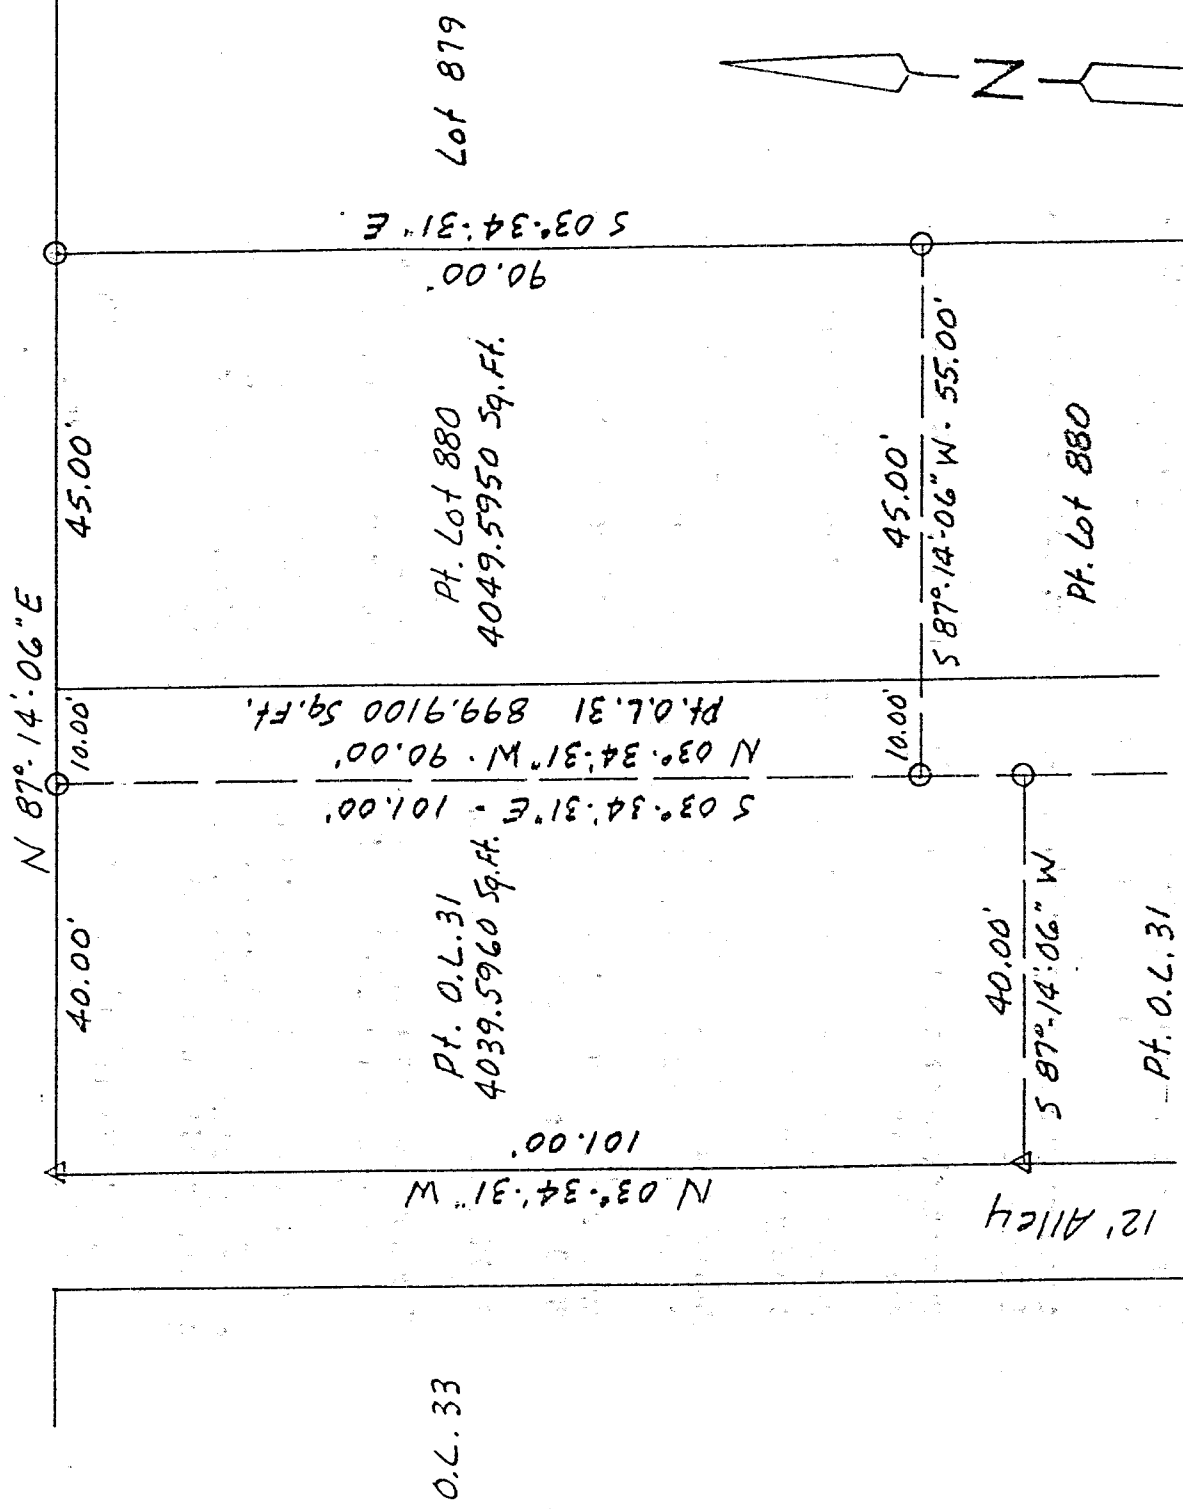 N 87°-14'-06" E
40.00'
10.00'
45.00'
Lot 879
S 03°-34'-31" E
90.00'
Pt. Lot 880
4049.5950 Sq.Ft.
Pt. O.L. 31 899.9100 Sq.Ft.
N 03°-34'-31" W - 90.00'
S 03°-34'-31" E - 101.00'
Pt. O.L. 31
4039.5960 Sq.Ft.
101.00'
N 03°-34'-31" W
12' Alley
O.L. 33
10.00'
45.00'
S 87°-14'-06" W - 55.00'
Pt. Lot 880
40.00'
S 87°-14'-06" W
Pt. O.L. 31
N